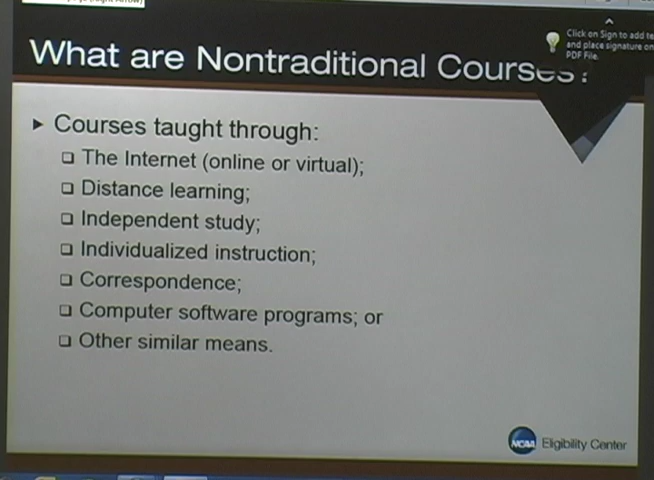 Click on Sign to add te
and place signature on
PDF File.
What are Nontraditional Courses?
Courses taught through:
The Internet (online or virtual);
Distance learning;
Independent study;
Individualized instruction;
Correspondence;
Computer software programs; or
Other similar means.
NCAA Eligibility Center